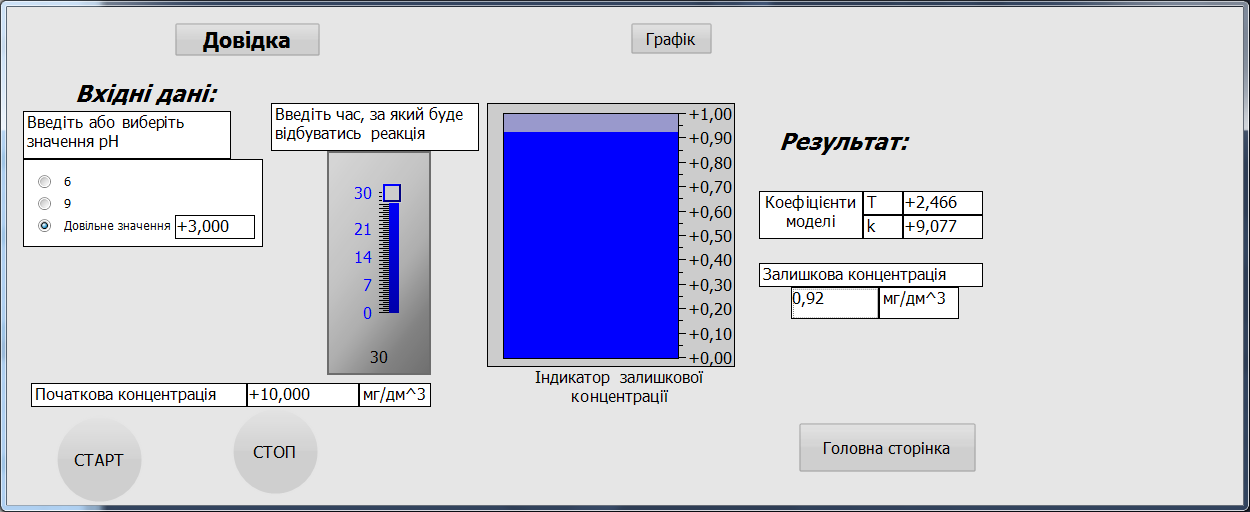 Довідка
Графік
Вхідні дані:
Введіть або виберіть
значення pH
6
9
Довільне значення +3,000
Введіть час, за який буде
відбуватись реакція
30
21
14
7
0
30
+1,00
+0,90
+0,80
+0,70
+0,60
+0,50
+0,40
+0,30
+0,20
+0,10
+0,00
Індикатор залишкової
концентрації
Результат:
Коефіцієнти
моделі
T +2,466
k +9,077
Залишкова концентрація
0,92 мг/дм^3
Початкова концентрація +10,000 мг/дм^3
СТАРТ
СТОП
Головна сторінка